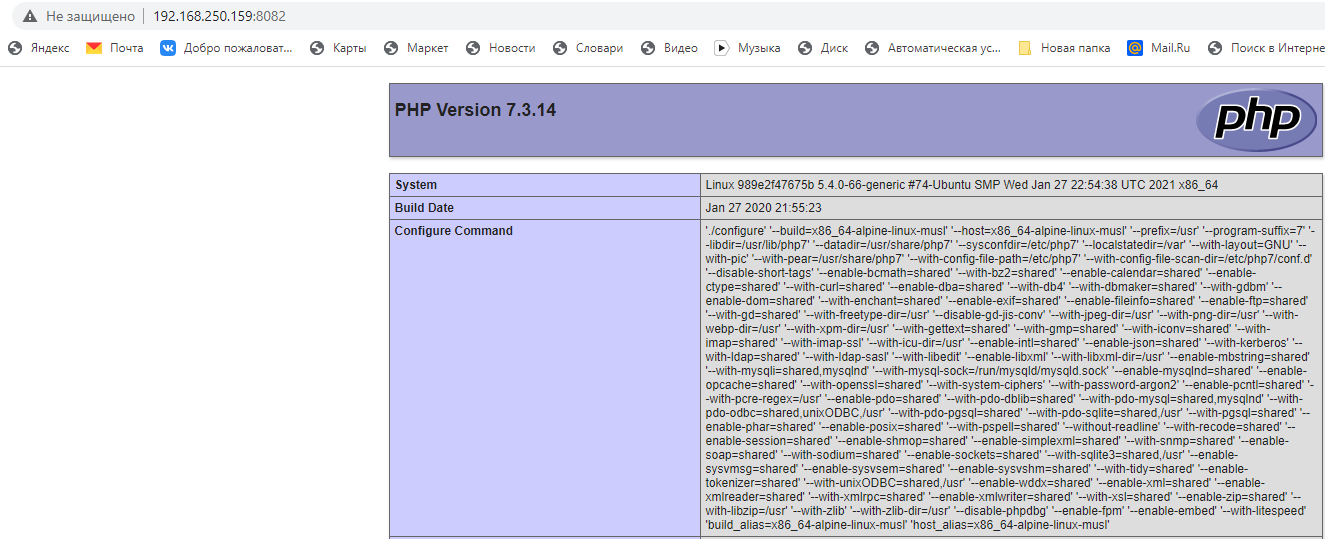 Не защищено 192.168.250.159:8082
Яндекс Почта Добро пожаловат... Карты Маркет Новости Словари Видео Музыка Диск Автоматическая ус... Новая папка Mail.Ru Поиск в Интерне
PHP Version 7.3.14
php
System Linux 989e2f47675b 5.4.0-66-generic #74-Ubuntu SMP Wed Jan 27 22:54:38 UTC 2021 x86_64
Build Date Jan 27 2020 21:55:23
Configure Command './configure' '--build=x86_64-alpine-linux-musl' '--host=x86_64-alpine-linux-musl' '--prefix=/usr' '--program-suffix=7' '-
-libdir=/usr/lib/php7' '--datadir=/usr/share/php7' '--sysconfdir=/etc/php7' '--localstatedir=/var' '--with-layout=GNU' '--
with-pic' '--with-pear=/usr/share/php7' '--with-config-file-path=/etc/php7' '--with-config-file-scan-dir=/etc/php7/conf.d'
'--disable-short-tags' '--enable-bcmath=shared' '--with-bz2=shared' '--enable-calendar=shared' '--enable-
ctype=shared' '--with-curl=shared' '--enable-dba=shared' '--with-db4' '--with-dbmaker=shared' '--with-gdbm' '--
enable-dom=shared' '--with-enchant=shared' '--enable-exif=shared' '--enable-fileinfo=shared' '--enable-ftp=shared'
'--with-gd=shared' '--with-freetype-dir=/usr' '--disable-gd-jis-conv' '--with-jpeg-dir=/usr' '--with-png-dir=/usr' '--with-
webp-dir=/usr' '--with-xpm-dir=/usr' '--with-gettext=shared' '--with-gmp=shared' '--with-iconv=shared' '--with-
imap=shared' '--with-imap-ssl' '--with-icu-dir=/usr' '--enable-intl=shared' '--enable-json=shared' '--with-kerberos' '--
with-ldap=shared' '--with-ldap-sasl' '--with-libedit' '--enable-libxml' '--with-libxml-dir=/usr' '--enable-mbstring=shared'
'--with-mysqli=shared,mysqlnd' '--with-mysql-sock=/run/mysqld/mysqld.sock' '--enable-mysqlnd=shared' '--enable-
opcache=shared' '--with-openssl=shared' '--with-system-ciphers' '--with-password-argon2' '--enable-pcntl=shared' '-
-with-pcre-regex=/usr' '--enable-pdo=shared' '--with-pdo-dblib=shared' '--with-pdo-mysql=shared,mysqlnd' '--with-
pdo-odbc=shared,unixODBC,/usr' '--with-pdo-pgsql=shared' '--with-pdo-sqlite=shared,/usr' '--with-pgsql=shared' '--
enable-phar=shared' '--enable-posix=shared' '--with-pspell=shared' '--without-readline' '--with-recode=shared' '--
enable-session=shared' '--enable-shmop=shared' '--enable-simplexml=shared' '--with-snmp=shared' '--enable-
soap=shared' '--with-sodium=shared' '--enable-sockets=shared' '--with-sqlite3=shared,/usr' '--enable-
sysvmsg=shared' '--enable-sysvsem=shared' '--enable-sysvshm=shared' '--with-tidy=shared' '--enable-
tokenizer=shared' '--with-unixODBC=shared,/usr' '--enable-wddx=shared' '--enable-xml=shared' '--enable-
xmlreader=shared' '--with-xmlrpc=shared' '--enable-xmlwriter=shared' '--with-xsl=shared' '--enable-zip=shared' '--
with-libzip=/usr' '--with-zlib' '--with-zlib-dir=/usr' '--disable-phpdbg' '--enable-fpm' '--enable-embed' '--with-litespeed'
'build_alias=x86_64-alpine-linux-musl' 'host_alias=x86_64-alpine-linux-musl'